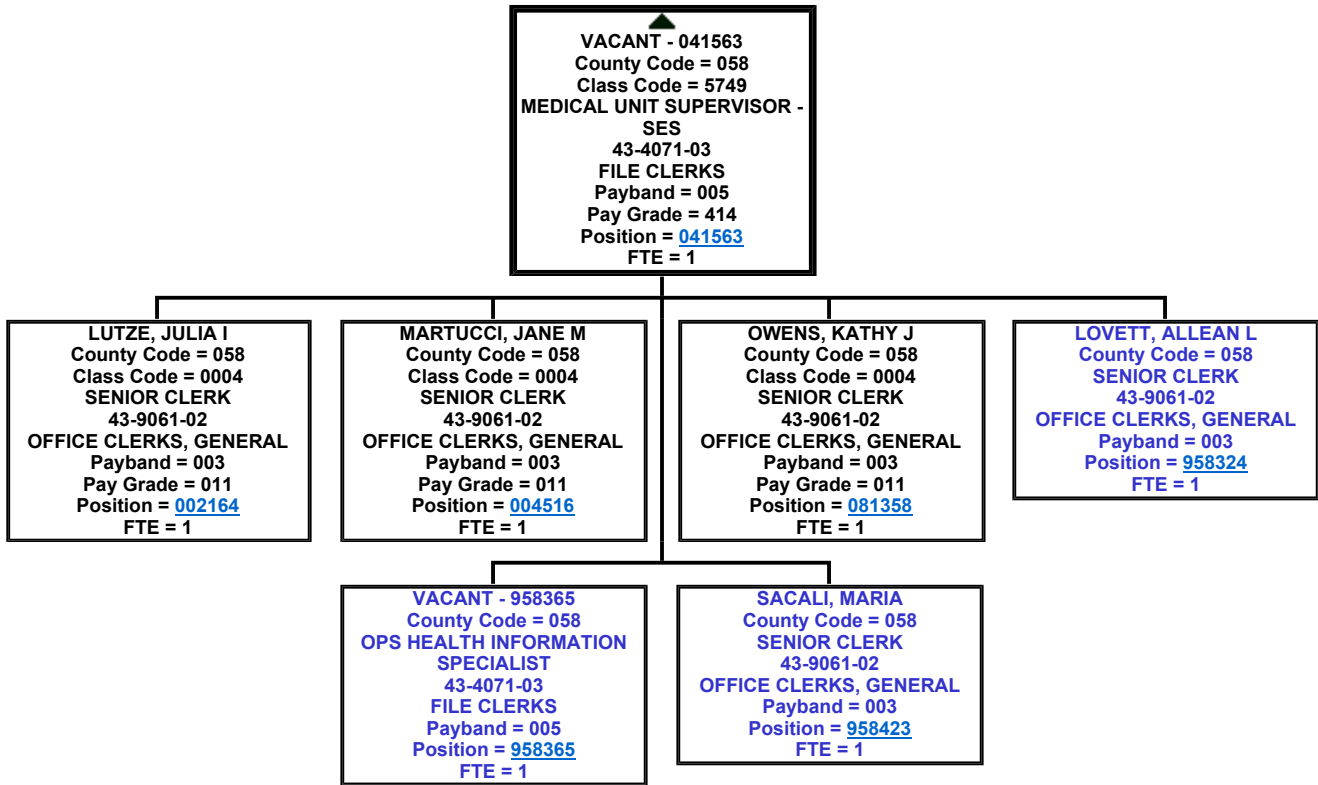 VACANT - 041563
County Code = 058
Class Code = 5749
MEDICAL UNIT SUPERVISOR -
SES
43-4071-03
FILE CLERKS
Payband = 005
Pay Grade = 414
Position = 041563
FTE = 1
LUTZE, JULIA I
County Code = 058
Class Code = 0004
SENIOR CLERK
43-9061-02
OFFICE CLERKS, GENERAL
Payband = 003
Pay Grade = 011
Position = 002164
FTE = 1
MARTUCCI, JANE M
County Code = 058
Class Code = 0004
SENIOR CLERK
43-9061-02
OFFICE CLERKS, GENERAL
Payband = 003
Pay Grade = 011
Position = 004516
FTE = 1
OWENS, KATHY J
County Code = 058
Class Code = 0004
SENIOR CLERK
43-9061-02
OFFICE CLERKS, GENERAL
Payband = 003
Pay Grade = 011
Position = 081358
FTE = 1
LOVETT, ALLEAN L
County Code = 058
SENIOR CLERK
43-9061-02
OFFICE CLERKS, GENERAL
Payband = 003
Position = 958324
FTE = 1
VACANT - 958365
County Code = 058
OPS HEALTH INFORMATION
SPECIALIST
43-4071-03
FILE CLERKS
Payband = 005
Position = 958365
FTE = 1
SACALI, MARIA
County Code = 058
SENIOR CLERK
43-9061-02
OFFICE CLERKS, GENERAL
Payband = 003
Position = 958423
FTE = 1